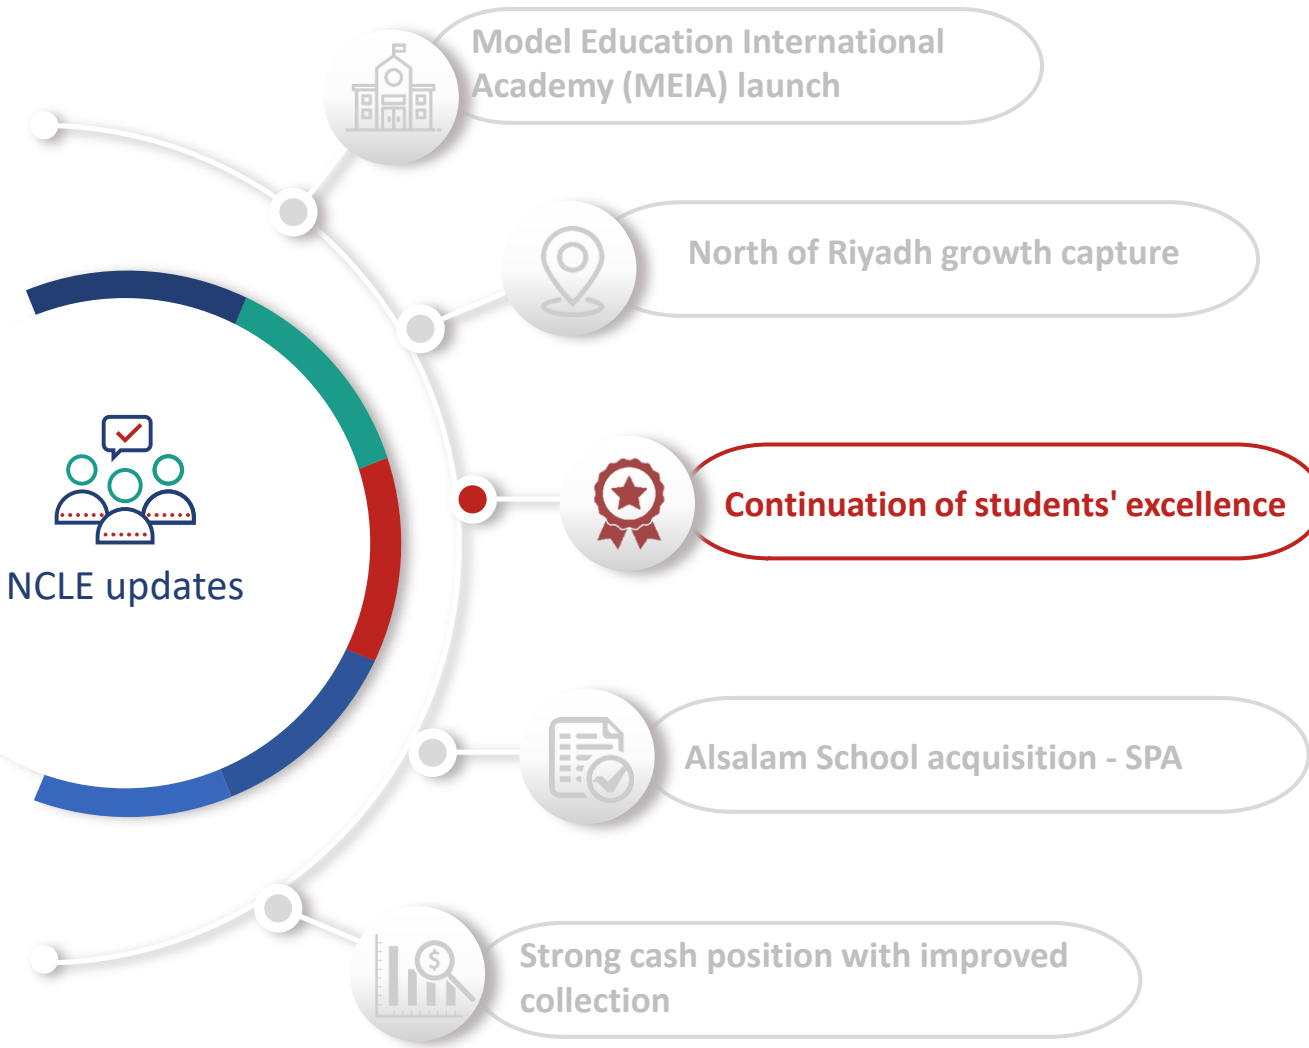 Model Education International
Academy (MEIA) launch
North of Riyadh growth capture
Continuation of students' excellence
NCLE updates
Alsalam School acquisition - SPA
Strong cash position with improved
collection
$